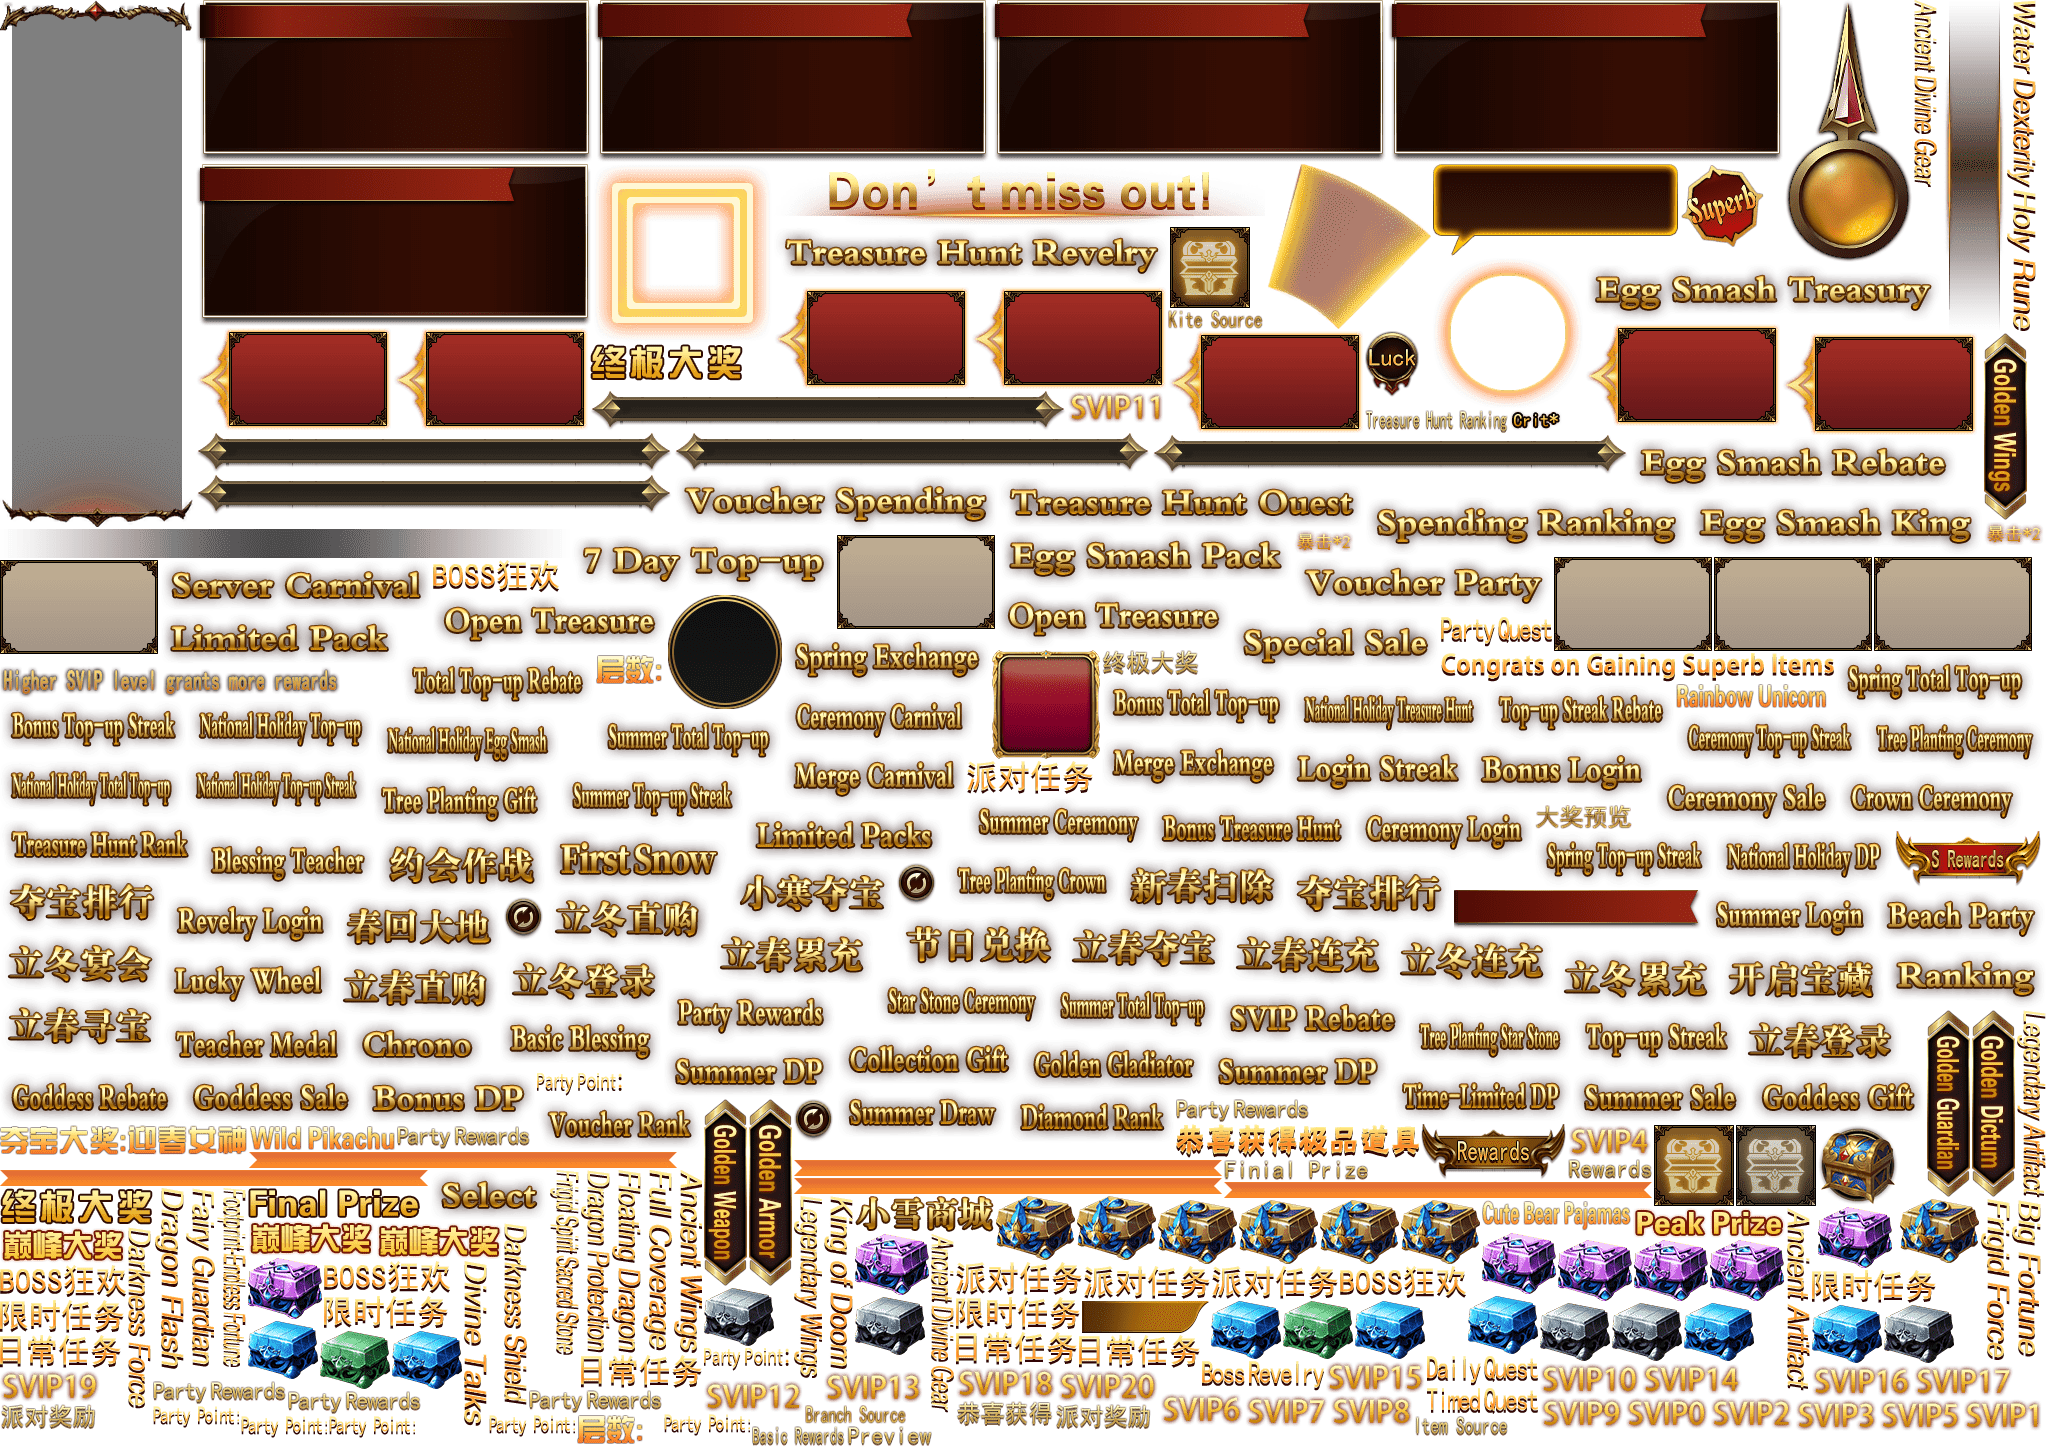 Ancient Divine Gear
Water Dexterity Holy Rune
Don't miss out!
Superb
Treasure Hunt Revelry
Kite Source
Egg Smash Treasury
终极大奖
Luck
SVIP11
Treasure Hunt Ranking
Crit*
Golden Wings
Egg Smash Rebate
Voucher Spending
Treasure Hunt Quest
Spending Ranking
Egg Smash King
暴击*2
暴击*2
7 Day Top-up
Egg Smash Pack
Server Carnival
BOSS狂欢
Voucher Party
Open Treasure
Open Treasure
Limited Pack
Special Sale
Party Quest
Spring Exchange
终极大奖
Congrats on Gaining Superb Items
Higher SVIP level grants more rewards
Total Top-up Rebate
层数:
Rainbow Unicorn
Spring Total Top-up
Bonus Top-up Streak
National Holiday Top-up
National Holiday Egg Smash
Summer Total Top-up
Ceremony Carnival
Bonus Total Top-up
National Holiday Treasure Hunt
Top-up Streak Rebate
Ceremony Top-up Streak
Tree Planting Ceremony
National Holiday Total Top-up
National Holiday Top-up Streak
Tree Planting Gift
Summer Top-up Streak
Merge Carnival
派对任务
Merge Exchange
Login Streak
Bonus Login
Ceremony Sale
Crown Ceremony
Treasure Hunt Rank
Blessing Teacher
约会作战
First Snow
Limited Packs
Summer Ceremony
Bonus Treasure Hunt
Ceremony Login
大奖预览
Spring Top-up Streak
National Holiday DP
S Rewards
夺宝排行
Revelry Login
春回大地
立冬直购
小寒夺宝
Tree Planting Crown
新春扫除
夺宝排行
Summer Login
Beach Party
立冬宴会
Lucky Wheel
立春直购
立冬登录
立春累充
节日兑换
立春夺宝
立春连充
立冬连充
立冬累充
开启宝藏
Ranking
立春寻宝
Teacher Medal
Chrono
Basic Blessing
Party Rewards
Star Stone Ceremony
Summer Total Top-up
SVIP Rebate
Tree Planting Star Stone
Top-up Streak
立春登录
Golden Guardian
Golden Dictum
Legendary Artifact
Goddess Rebate
Goddess Sale
Bonus DP
Party Point:
Summer DP
Collection Gift
Golden Gladiator
Summer DP
Time-Limited DP
Summer Sale
Goddess Gift
Voucher Rank
Golden Weapon
Golden Armor
Summer Draw
Diamond Rank
Party Rewards
夺宝大奖:迎春女神
Wild Pikachu
Party Rewards
恭喜获得极品道具
Rewards
SVIP4
Finial Prize
Rewards
终极大奖
Dragon Flash
Fairy Guardian
Footprint-Endless Fortune
Final Prize
Select
Frigid Spirit Sacred Stone
Dragon Protection
Floating Dragon
Full Coverage
Ancient Wings
Legendary Wings
King of Doom
小雪商城
Cute Bear Pajamas
Peak Prize
Ancient Artifact
Frigid Force
Big Fortune
巅峰大奖
Darkness Force
巅峰大奖
巅峰大奖
Darkness Shield
Ancient Divine Gear
BOSS狂欢
BOSS狂欢
Divine Talks
派对任务
派对任务
派对任务
BOSS狂欢
限时任务
限时任务
限时任务
限时任务
日常任务
日常任务
日常任务
日常任务
Party Point:
Boss Revelry
SVIP15
Daily Quest
SVIP10
SVIP14
SVIP16
SVIP17
SVIP19
Party Rewards
Party Rewards
Party Rewards
SVIP12
SVIP13
SVIP18
SVIP20
Timed Quest
派对奖励
Party Point:
Party Point:
Party Point:
Party Point:
层数:
Party Point:
Branch Source
恭喜获得
派对奖励
SVIP6
SVIP7
SVIP8
Item Source
SVIP9
SVIP0
SVIP2
SVIP3
SVIP5
SVIP1
Basic Rewards
Preview